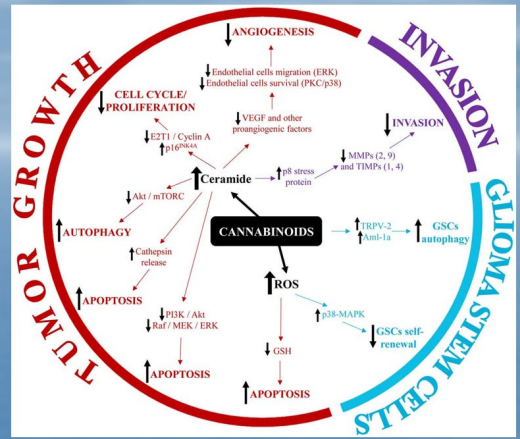 TUMOR GROWTH
INVASION
GLIOMA STEM CELLS
ANGIOGENESIS
Endothelial cells migration (ERK)
Endothelial cells survival (PKC/p38)
CELL CYCLE/
PROLIFERATION
VEGF and other
proangiogenic factors
E2T1 / Cyclin A
p16INK4A
INVASION
MMPs (2, 9)
and TIMPs (1, 4)
p8 stress
protein
Ceramide
Akt / mTORC
CANNABINOIDS
TRPV-2
Aml-1a
GSCs
autophagy
AUTOPHAGY
Cathepsin
release
ROS
APOPTOSIS
p38-MAPK
PI3K / Akt
Raf / MEK / ERK
GSCs self-
renewal
GSH
APOPTOSIS
APOPTOSIS